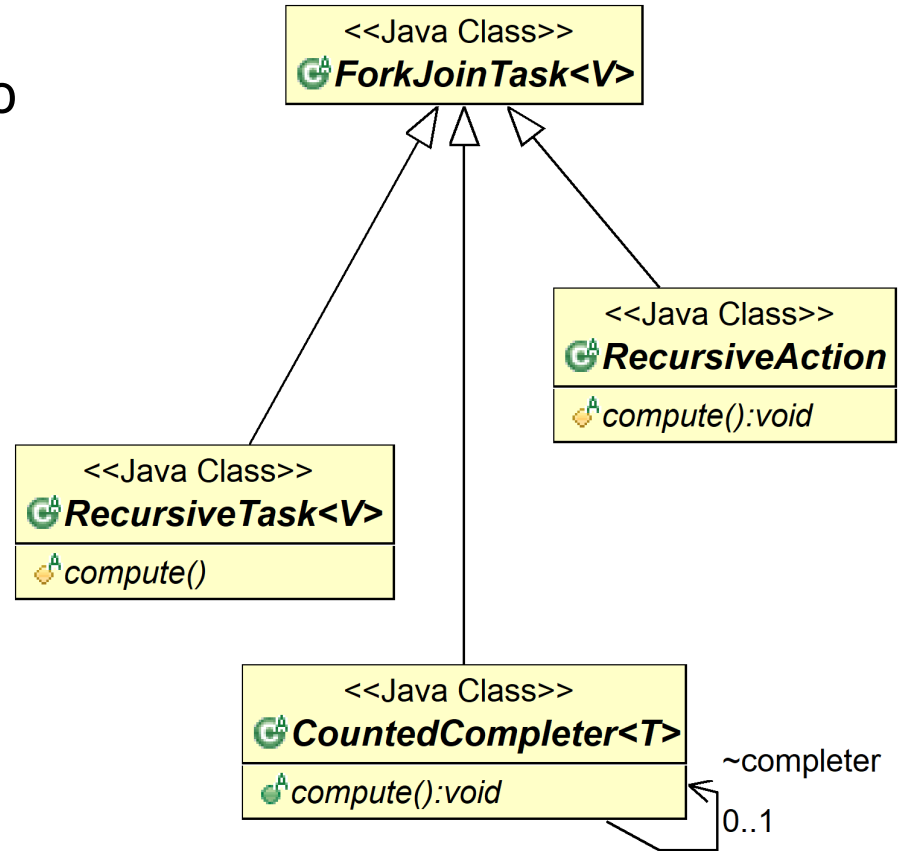 <<Java Class>>
ForkJoinTask<V>
<<Java Class>>
RecursiveAction
compute():void
<<Java Class>>
RecursiveTask<V>
compute()
<<Java Class>>
CountedCompleter<T>
compute():void
~completer
0..1